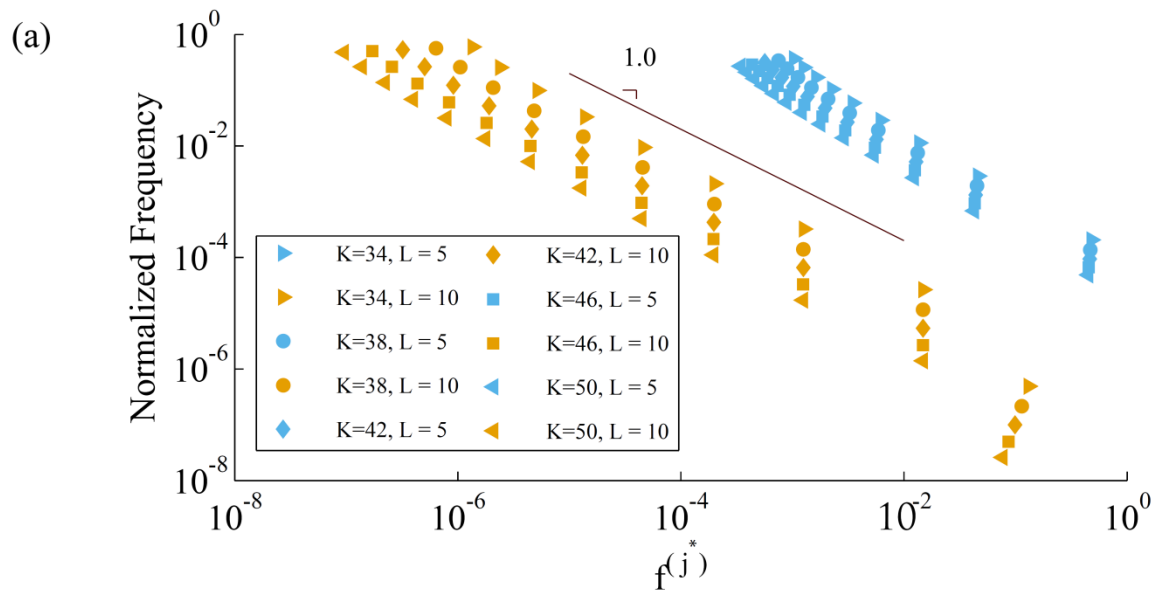 (a)
10^0
10^-2
10^-4
10^-6
10^-8
Normalized Frequency
1.0
K=34, L = 5
K=34, L = 10
K=38, L = 5
K=38, L = 10
K=42, L = 5
K=42, L = 10
K=46, L = 5
K=46, L = 10
K=50, L = 5
K=50, L = 10
10^-8 10^-6 10^-4 10^-2 10^0
f^(j^*)